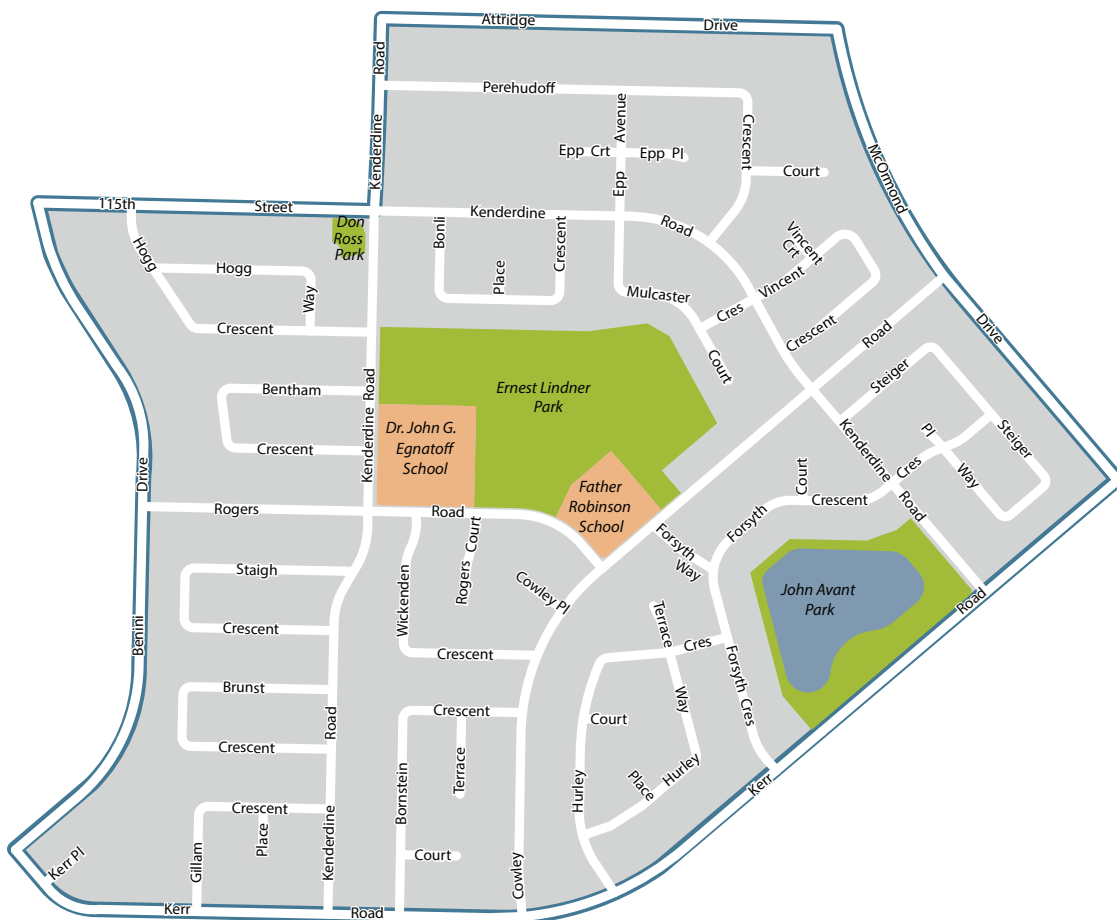 Attridge
Drive
Road
Kenderdine
Perehudoff
Crescent
Avenue
Epp
Epp Crt
Epp Pl
Court
McOrmond
Drive
115th
Street
Kenderdine
Road
Don
Ross
Park
Hogg
Hogg
Way
Crescent
Bonli
Place
Crescent
Mulcaster
Court
Vincent
Crt
Cres
Vincent
Crescent
Road
Bentham
Crescent
Kenderdine Road
Ernest Lindner
Park
Dr. John G.
Egnatoff
School
Father
Robinson
School
Steiger
Steiger
Pl
Way
Kenderdine
Road
Cres
Crescent
Court
Forsyth
Forsyth
Way
Drive
Benini
Rogers
Road
Rogers Court
Wickenden
Crescent
Cowley Pl
Staigh
Crescent
John Avant
Park
Road
Terrace
Cres
Way
Forsyth Cres
Brunst
Crescent
Road
Kenderdine
Crescent
Terrace
Bornstein
Court
Court
Hurley
Place
Hurley
Kerr
Crescent
Place
Gillam
Cowley
Kerr Pl
Kerr
Road